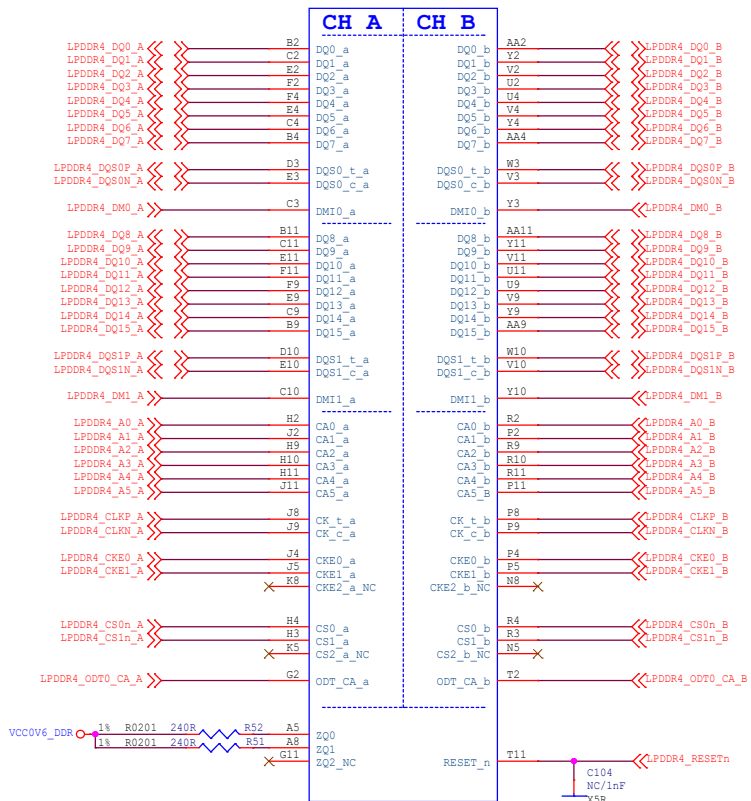 CH A CH B
LPDDR4_DQ0_A B2 DQ0_a DQ0_b AA2 LPDDR4_DQ0_B
LPDDR4_DQ1_A C2 DQ1_a DQ1_b Y2 LPDDR4_DQ1_B
LPDDR4_DQ2_A E2 DQ2_a DQ2_b V2 LPDDR4_DQ2_B
LPDDR4_DQ3_A F2 DQ3_a DQ3_b U2 LPDDR4_DQ3_B
LPDDR4_DQ4_A F4 DQ4_a DQ4_b U4 LPDDR4_DQ4_B
LPDDR4_DQ5_A E4 DQ5_a DQ5_b V4 LPDDR4_DQ5_B
LPDDR4_DQ6_A C4 DQ6_a DQ6_b Y4 LPDDR4_DQ6_B
LPDDR4_DQ7_A B4 DQ7_a DQ7_b AA4 LPDDR4_DQ7_B
LPDDR4_DQS0P_A D3 DQS0_t_a DQS0_t_b W3 LPDDR4_DQS0P_B
LPDDR4_DQS0N_A E3 DQS0_c_a DQS0_c_b V3 LPDDR4_DQS0N_B
LPDDR4_DM0_A C3 DMI0_a DMI0_b Y3 LPDDR4_DM0_B
LPDDR4_DQ8_A B11 DQ8_a DQ8_b AA11 LPDDR4_DQ8_B
LPDDR4_DQ9_A C11 DQ9_a DQ9_b Y11 LPDDR4_DQ9_B
LPDDR4_DQ10_A E11 DQ10_a DQ10_b V11 LPDDR4_DQ10_B
LPDDR4_DQ11_A F11 DQ11_a DQ11_b U11 LPDDR4_DQ11_B
LPDDR4_DQ12_A F9 DQ12_a DQ12_b U9 LPDDR4_DQ12_B
LPDDR4_DQ13_A E9 DQ13_a DQ13_b V9 LPDDR4_DQ13_B
LPDDR4_DQ14_A C9 DQ14_a DQ14_b Y9 LPDDR4_DQ14_B
LPDDR4_DQ15_A B9 DQ15_a DQ15_b AA9 LPDDR4_DQ15_B
LPDDR4_DQS1P_A D10 DQS1_t_a DQS1_t_b W10 LPDDR4_DQS1P_B
LPDDR4_DQS1N_A E10 DQS1_c_a DQS1_c_b V10 LPDDR4_DQS1N_B
LPDDR4_DM1_A C10 DMI1_a DMI1_b Y10 LPDDR4_DM1_B
LPDDR4_A0_A H2 CA0_a CA0_b R2 LPDDR4_A0_B
LPDDR4_A1_A J2 CA1_a CA1_b P2 LPDDR4_A1_B
LPDDR4_A2_A H9 CA2_a CA2_b R9 LPDDR4_A2_B
LPDDR4_A3_A H10 CA3_a CA3_b R10 LPDDR4_A3_B
LPDDR4_A4_A H11 CA4_a CA4_b R11 LPDDR4_A4_B
LPDDR4_A5_A J11 CA5_a CA5_B P11 LPDDR4_A5_B
LPDDR4_CLKP_A J8 CK_t_a CK_t_b P8 LPDDR4_CLKP_B
LPDDR4_CLKN_A J9 CK_c_a CK_c_b P9 LPDDR4_CLKN_B
LPDDR4_CKE0_A J4 CKE0_a CKE0_b P4 LPDDR4_CKE0_B
LPDDR4_CKE1_A J5 CKE1_a CKE1_b P5 LPDDR4_CKE1_B
K8 CKE2_a_NC CKE2_b_NC N8
LPDDR4_CS0n_A H4 CS0_a CS0_b R4 LPDDR4_CS0n_B
LPDDR4_CS1n_A H3 CS1_a CS1_b R3 LPDDR4_CS1n_B
K5 CS2_a_NC CS2_b_NC N5
LPDDR4_ODT0_CA_A G2 ODT_CA_a ODT_CA_b T2 LPDDR4_ODT0_CA_B
VCC0V6_DDR 1% R0201 240R R52 A5 ZQ0
1% R0201 240R R51 A8 ZQ1
G11 ZQ2_NC RESET_n T11 LPDDR4_RESETn
C104
NC/1nF
X5R